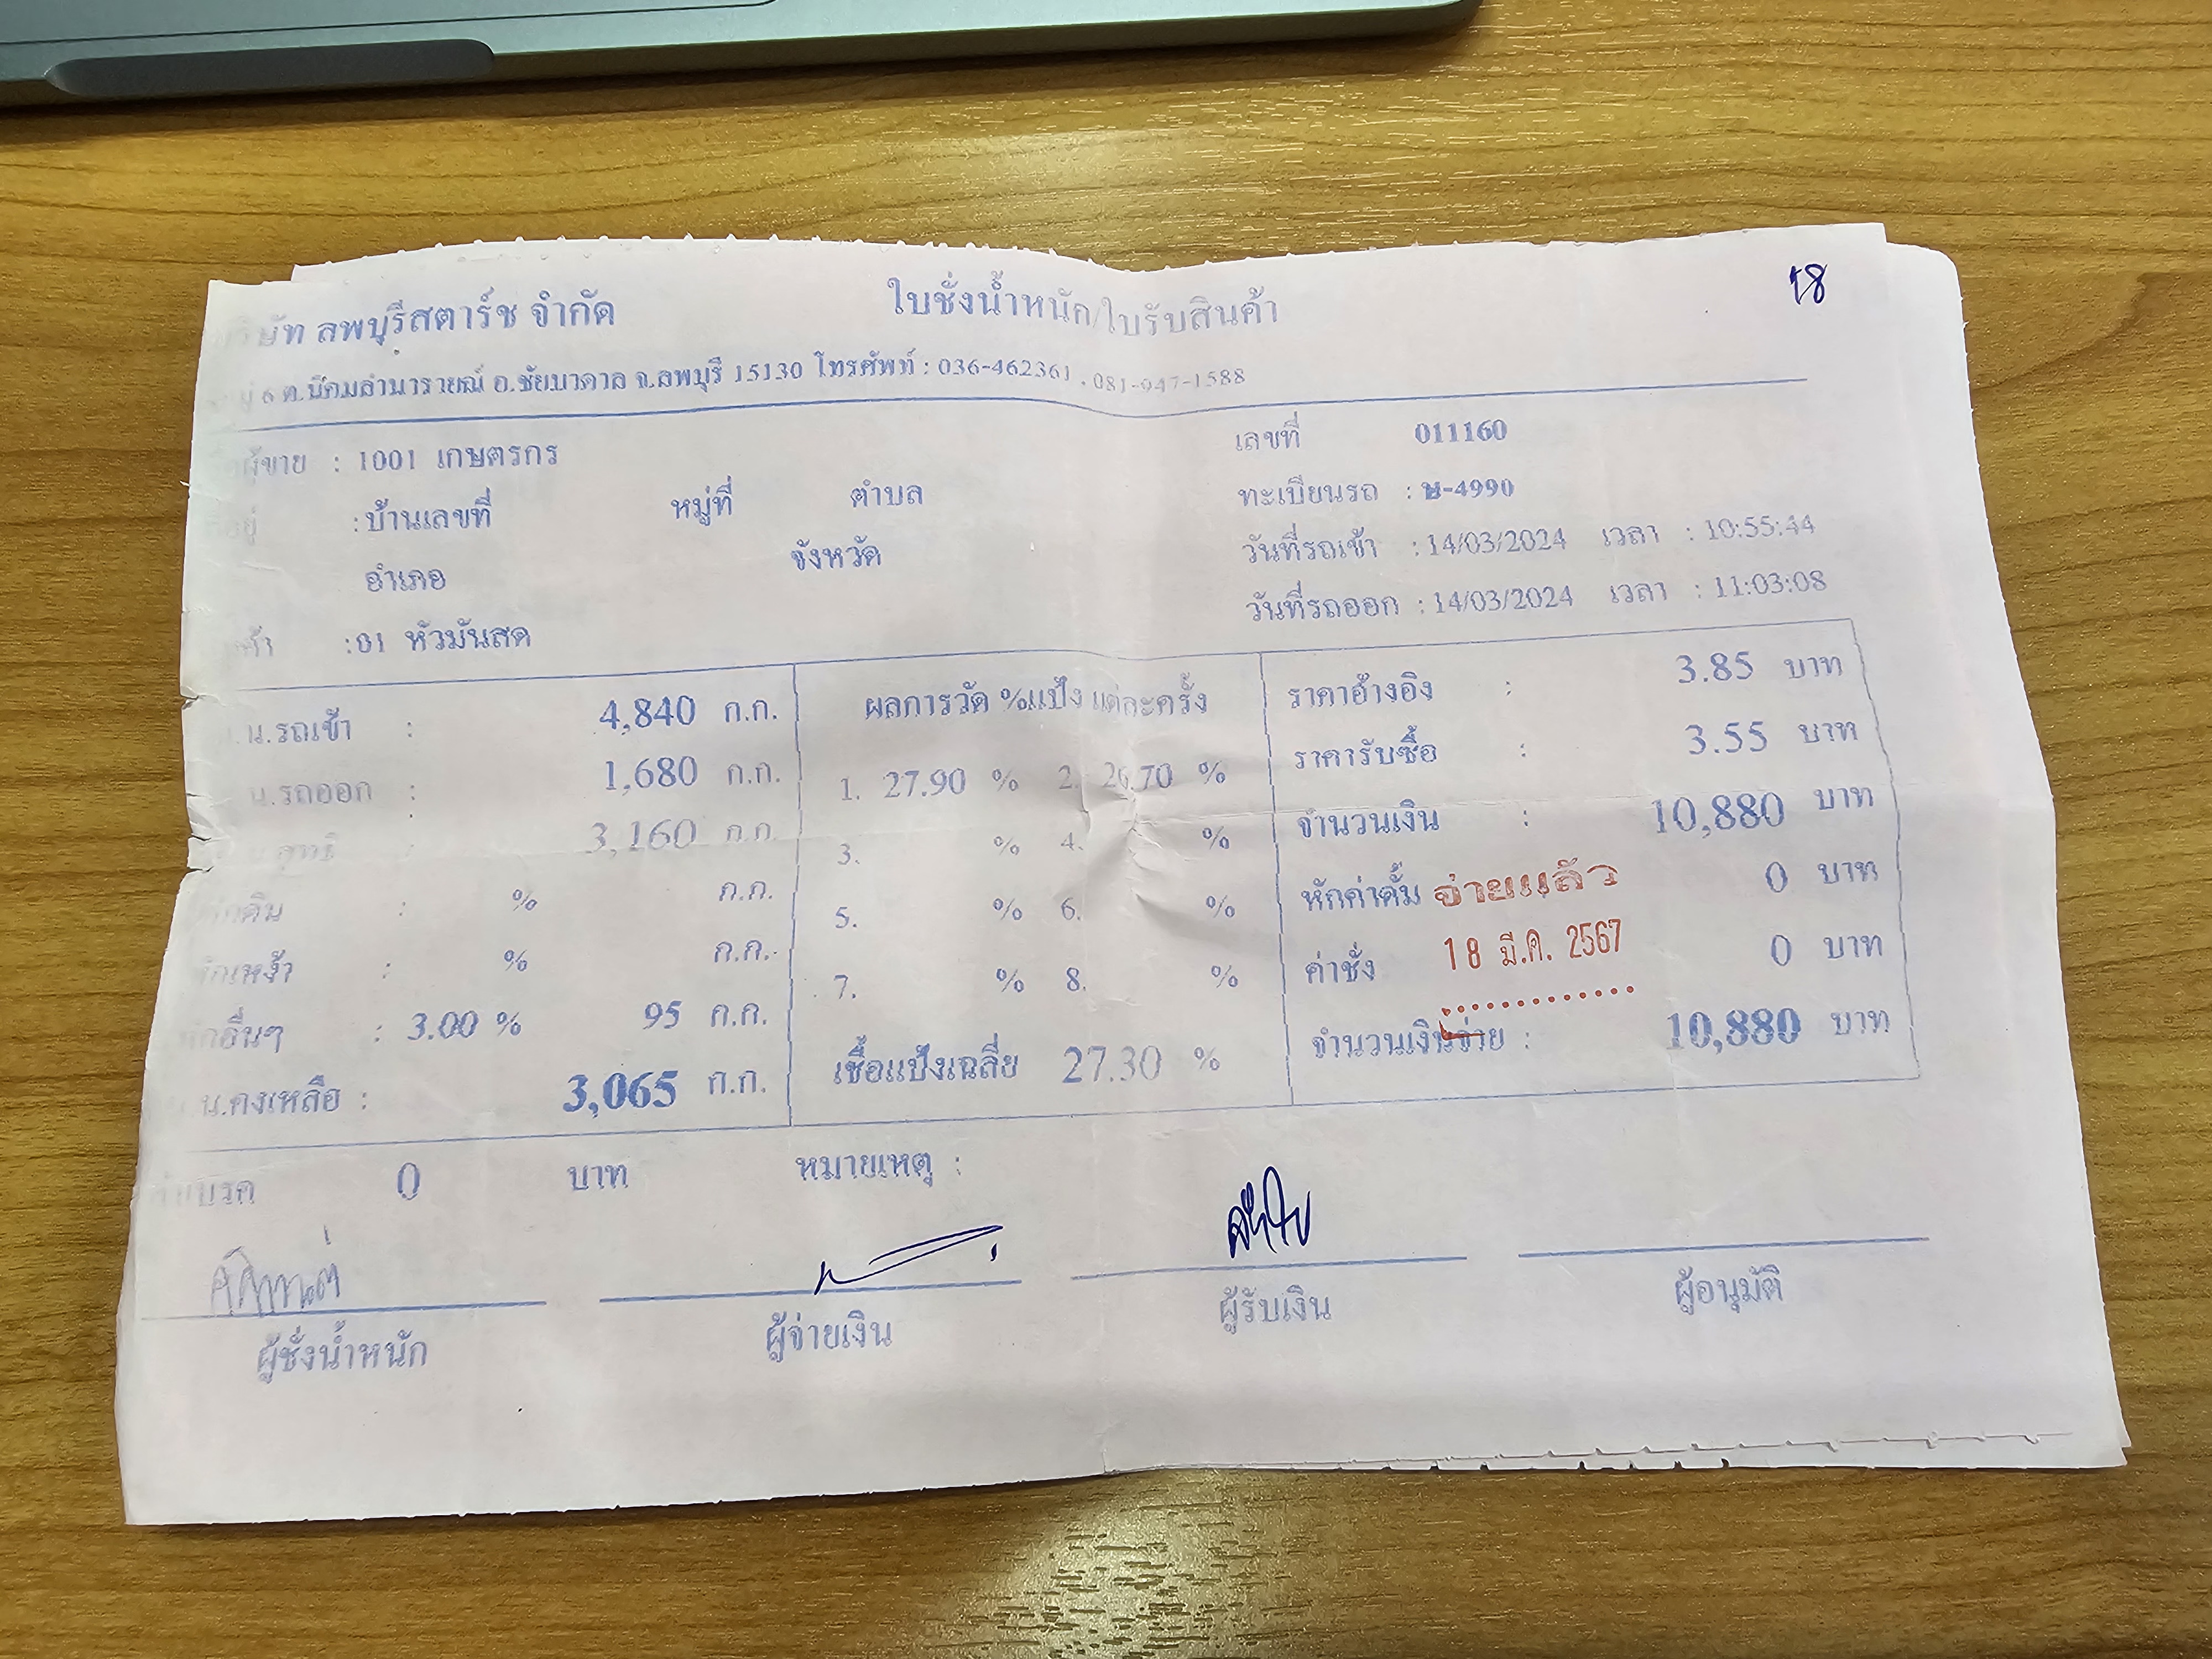 บริษัท ลพบุรีสตาร์ช จำกัด ใบชั่งน้ำหนัก/ใบรับสินค้า 18
6 ต.นิคมลำนารายณ์ อ.ชัยบาดาล จ.ลพบุรี 15130 โทรศัพท์ : 036-462361 , 081-947-1588
ผู้ขาย : 1001 เกษตรกร เลขที่ 011160
ที่อยู่ : บ้านเลขที่ หมู่ที่ ตำบล ทะเบียนรถ : ษ-4990
อำเภอ จังหวัด วันที่รถเข้า : 14/03/2024 เวลา : 10:55:44
วันที่รถออก : 14/03/2024 เวลา : 11:03:08
: 01 หัวมันสด
น.รถเข้า : 4,840 ก.ก. ผลการวัด %แป้ง แต่ละครั้ง ราคาอ้างอิง : 3.85 บาท
น.รถออก : 1,680 ก.ก. 1. 27.90 % 2. 26.70 % ราคารับซื้อ : 3.55 บาท
สุทธิ : 3,160 ก.ก. 3. % 4. % จำนวนเงิน : 10,880 บาท
หักดิน : % ก.ก. 5. % 6. % หักค่าดั้ม จ่ายแล้ว 0 บาท
หักเหง้า : % ก.ก. 7. % 8. % ค่าชั่ง 18 มี.ค. 2567 0 บาท
หักอื่นๆ : 3.00 % 95 ก.ก. เชื้อแป้งเฉลี่ย 27.30 % จำนวนเงินจ่าย : 10,880 บาท
น.คงเหลือ : 3,065 ก.ก.
0 บาท หมายเหตุ :
ผู้ชั่งน้ำหนัก ผู้จ่ายเงิน ผู้รับเงิน ผู้อนุมัติ